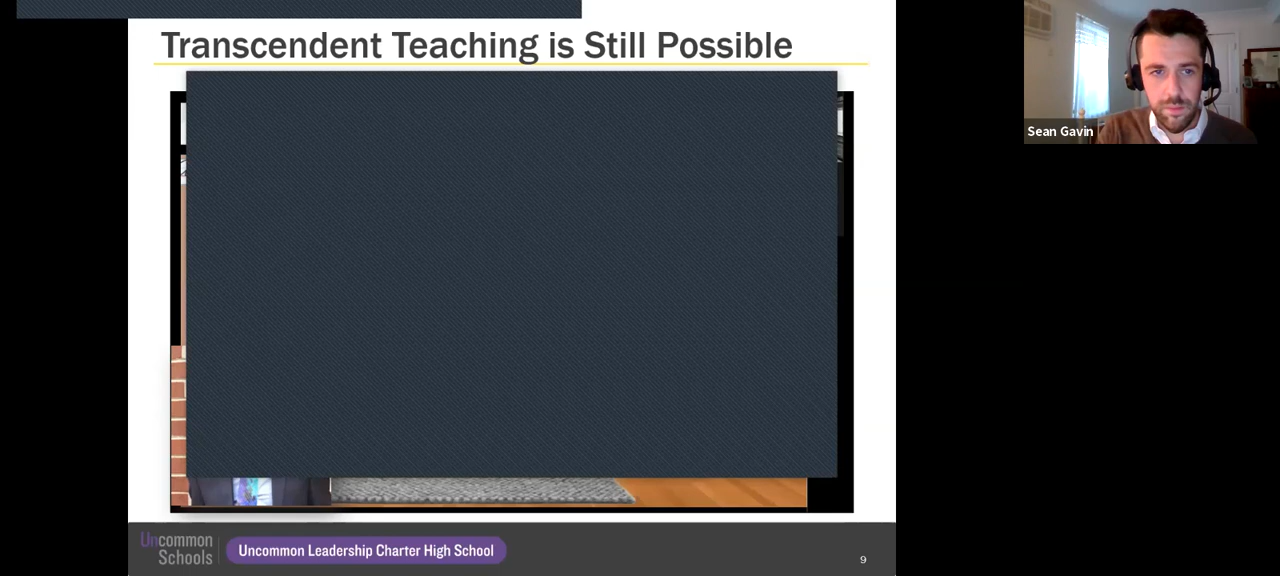 Transcendent Teaching is Still Possible
Sean Gavin
Uncommon
Schools
Uncommon Leadership Charter High School
9